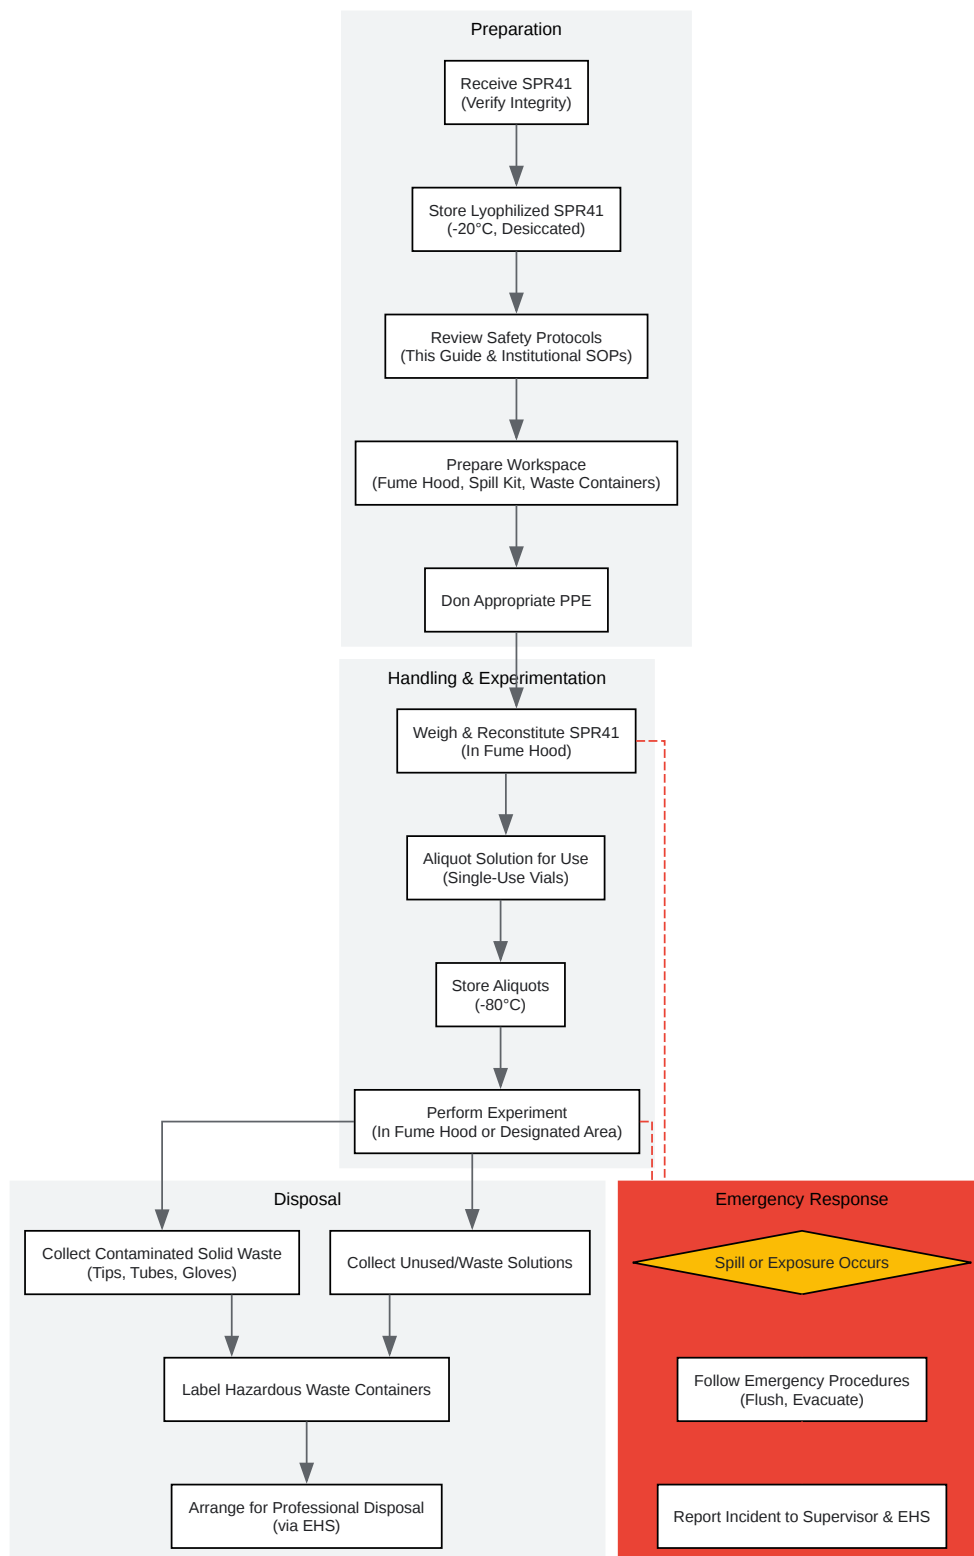 Preparation
Receive SPR41
(Verify Integrity)
Store Lyophilized SPR41
(-20°C, Desiccated)
Review Safety Protocols
(This Guide & Institutional SOPs)
Prepare Workspace
(Fume Hood, Spill Kit, Waste Containers)
Don Appropriate PPE
Handling & Experimentation
Weigh & Reconstitute SPR41
(In Fume Hood)
Aliquot Solution for Use
(Single-Use Vials)
Store Aliquots
(-80°C)
Perform Experiment
(In Fume Hood or Designated Area)
Disposal
Collect Contaminated Solid Waste
(Tips, Tubes, Gloves)
Collect Unused/Waste Solutions
Label Hazardous Waste Containers
Arrange for Professional Disposal
(via EHS)
Emergency Response
Spill or Exposure Occurs
Follow Emergency Procedures
(Flush, Evacuate)
Report Incident to Supervisor & EHS